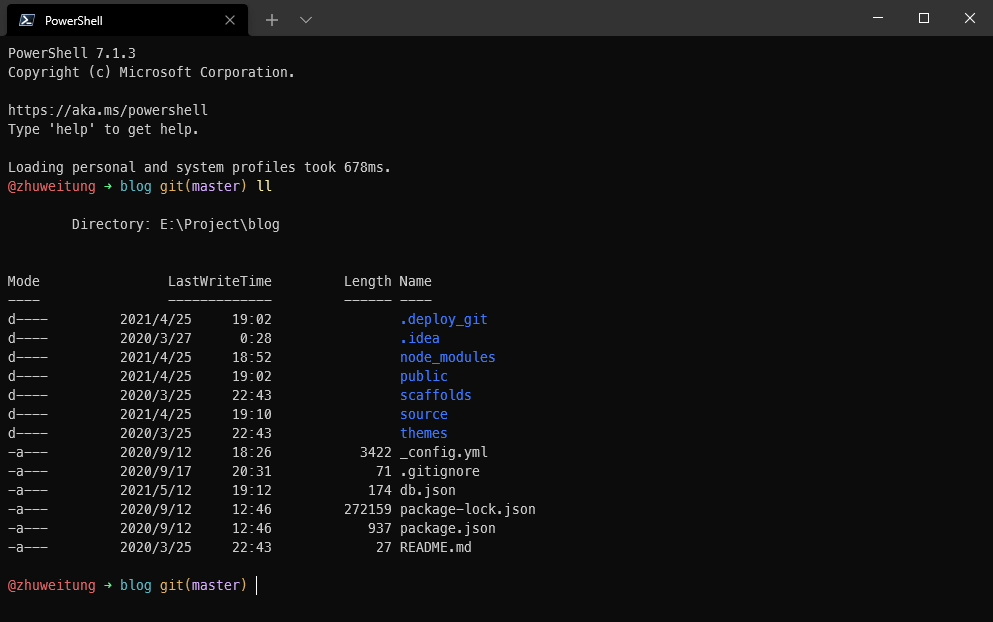 PowerShell
PowerShell 7.1.3
Copyright (c) Microsoft Corporation.
https://aka.ms/powershell
Type 'help' to get help.
Loading personal and system profiles took 678ms.
@zhuweitung ➜ blog git(master) ll
Directory: E:\Project\blog
Mode LastWriteTime Length Name
---- ------------- ------ ----
d---- 2021/4/25 19:02 .deploy_git
d---- 2020/3/27 0:28 .idea
d---- 2021/4/25 18:52 node_modules
d---- 2021/4/25 19:02 public
d---- 2020/3/25 22:43 scaffolds
d---- 2021/4/25 19:10 source
d---- 2020/3/25 22:43 themes
-a--- 2020/9/12 18:26 3422 _config.yml
-a--- 2020/9/17 20:31 71 .gitignore
-a--- 2021/5/12 19:12 174 db.json
-a--- 2020/9/12 12:46 272159 package-lock.json
-a--- 2020/9/12 12:46 937 package.json
-a--- 2020/3/25 22:43 27 README.md
@zhuweitung ➜ blog git(master)